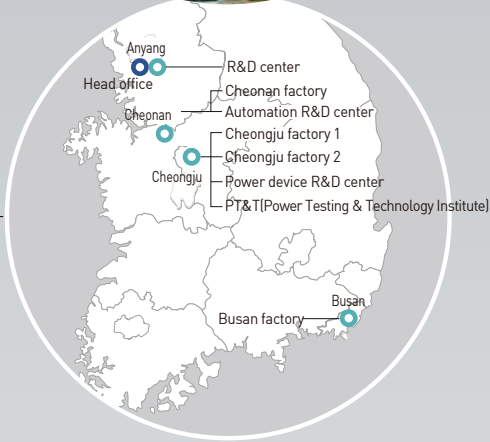 Anyang
R&D center
Head office
Cheonan factory
Cheonan
Automation R&D center
Cheongju factory 1
Cheongju factory 2
Cheongju
Power device R&D center
PT&T(Power Testing & Technology Institute)
Busan
Busan factory